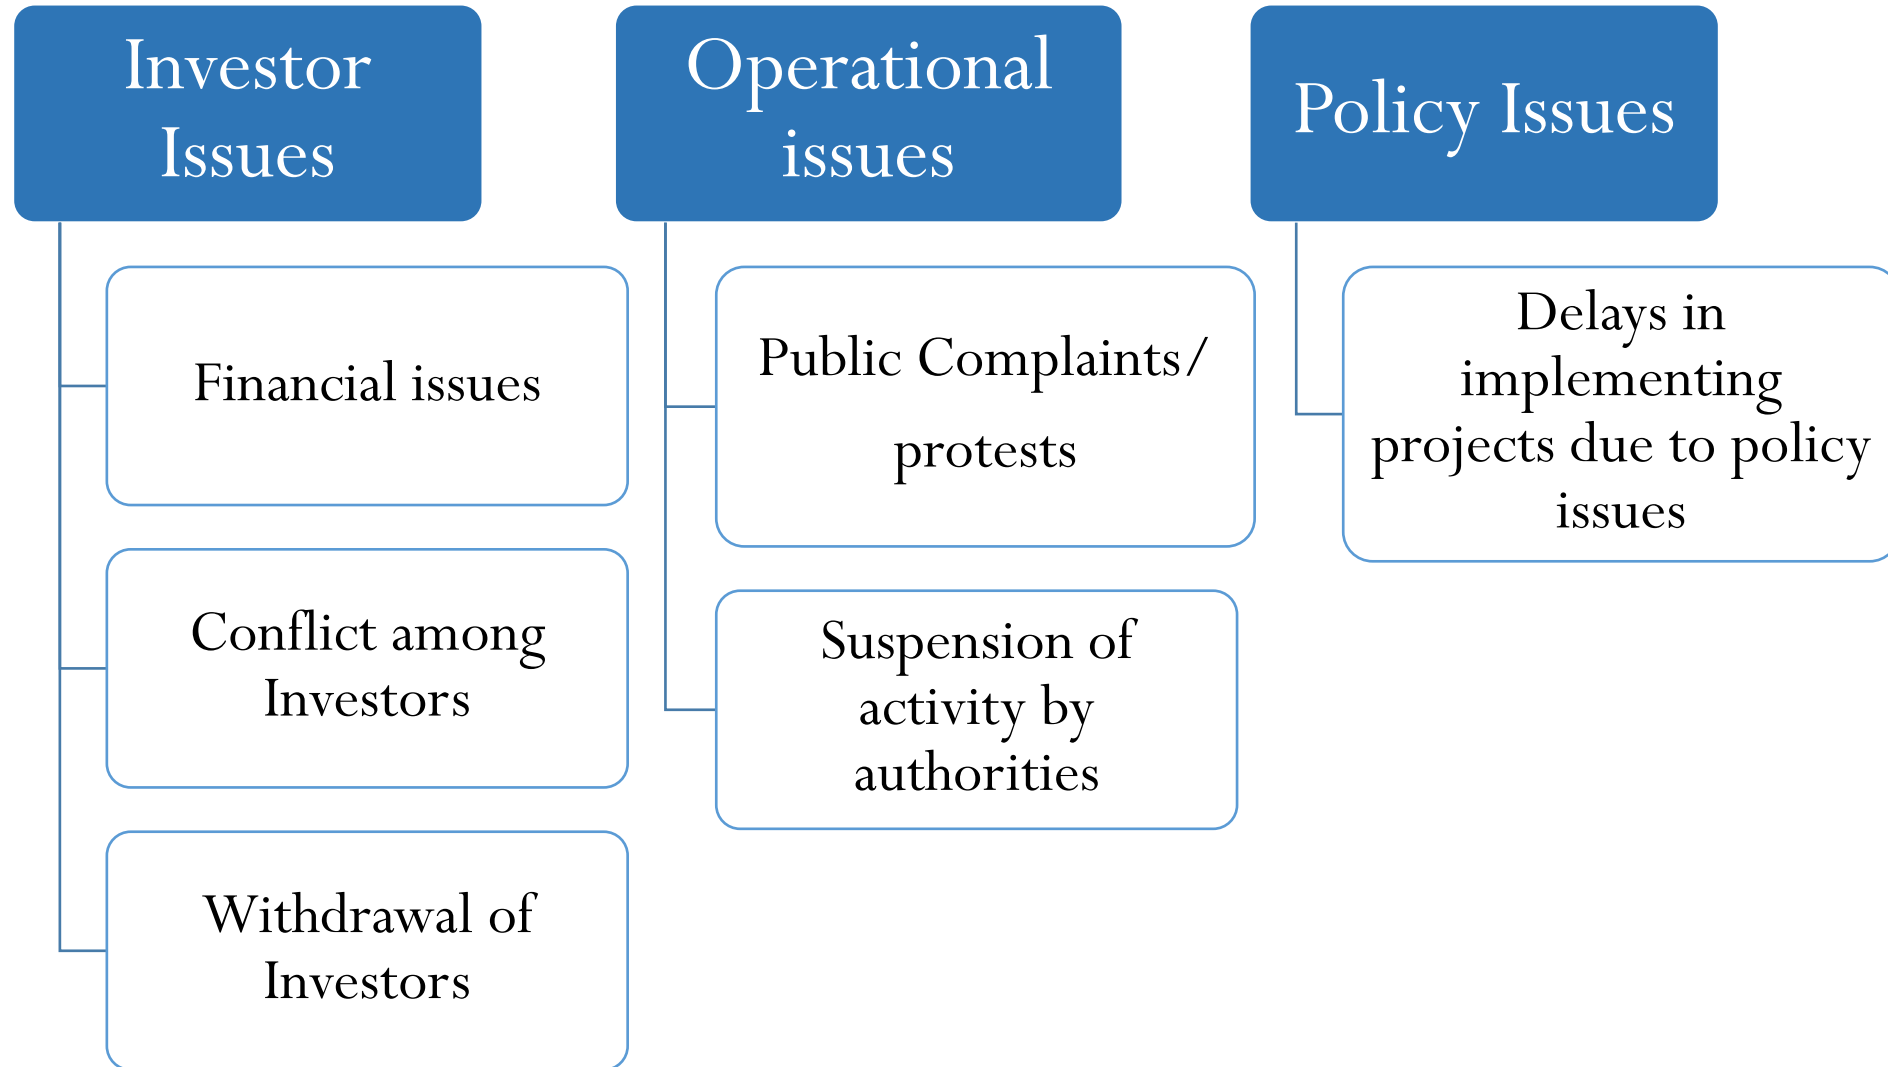 Investor
Issues
Financial issues
Conflict among
Investors
Withdrawal of
Investors
Operational
issues
Public Complaints/
protests
Suspension of
activity by
authorities
Policy Issues
Delays in
implementing
projects due to policy
issues